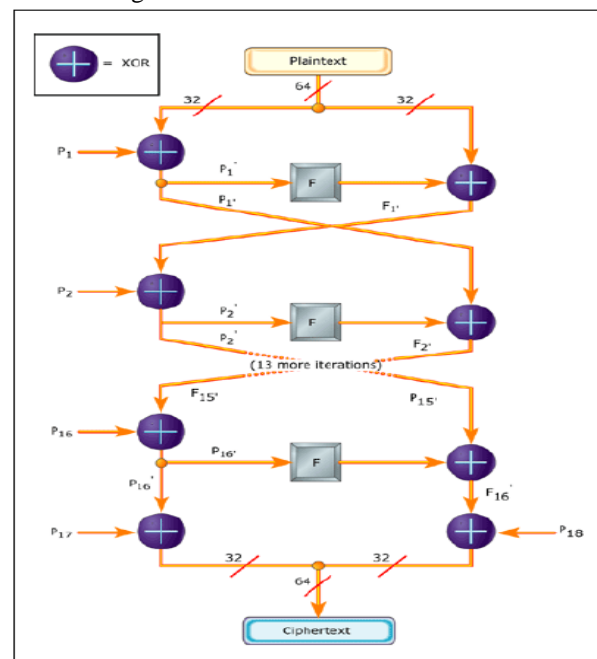 = XOR
Plaintext
64
32
32
P1
P1'
F
P1'
F1'
P2
P2'
F
P2'
F2'
(13 more iterations)
F15'
P15'
P16
P16'
F
P16'
F16'
P17
P18
32
32
64
Ciphertext